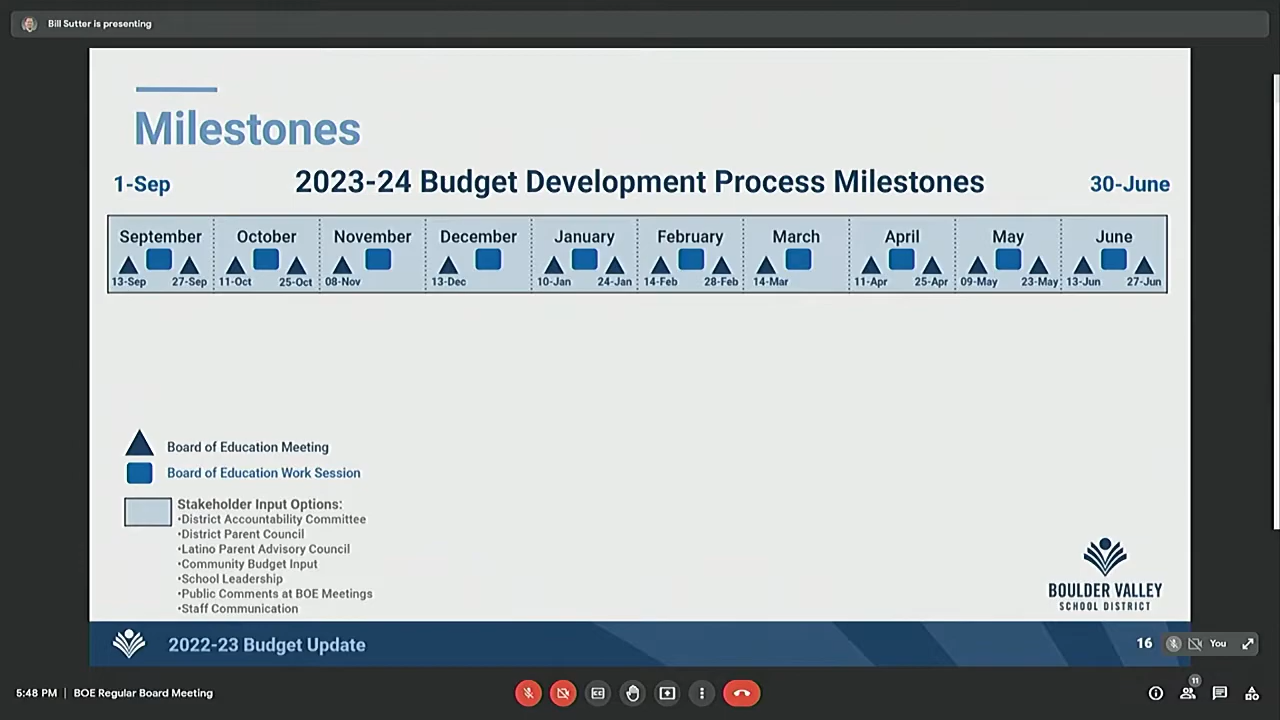 Bill Sutter is presenting
Milestones
1-Sep
2023-24 Budget Development Process Milestones
30-June
September October November December January February March April May June
13-Sep 27-Sep 11-Oct 25-Oct 08-Nov 13-Dec 10-Jan 24-Jan 14-Feb 28-Feb 14-Mar 11-Apr 25-Apr 09-May 23-May 13-Jun 27-Jun
Board of Education Meeting
Board of Education Work Session
Stakeholder Input Options:
•District Accountability Committee
•District Parent Council
•Latino Parent Advisory Council
•Community Budget Input
•School Leadership
•Public Comments at BOE Meetings
•Staff Communication
BOULDER VALLEY
SCHOOL DISTRICT
2022-23 Budget Update
16
You
5:48 PM | BOE Regular Board Meeting
11